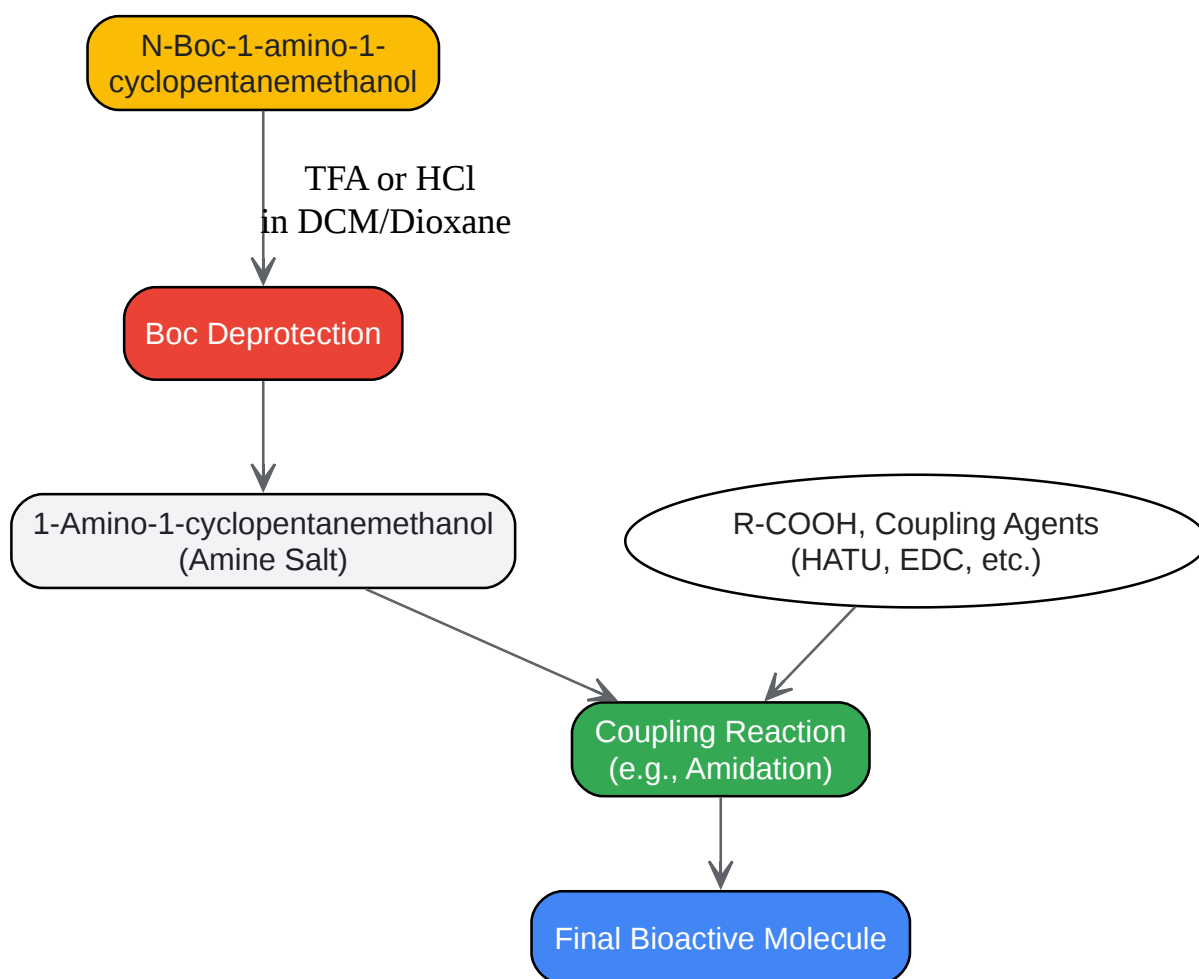 N-Boc-1-amino-1-
cyclopentanemethanol
TFA or HCl
in DCM/Dioxane
Boc Deprotection
1-Amino-1-cyclopentanemethanol
(Amine Salt)
R-COOH, Coupling Agents
(HATU, EDC, etc.)
Coupling Reaction
(e.g., Amidation)
Final Bioactive Molecule